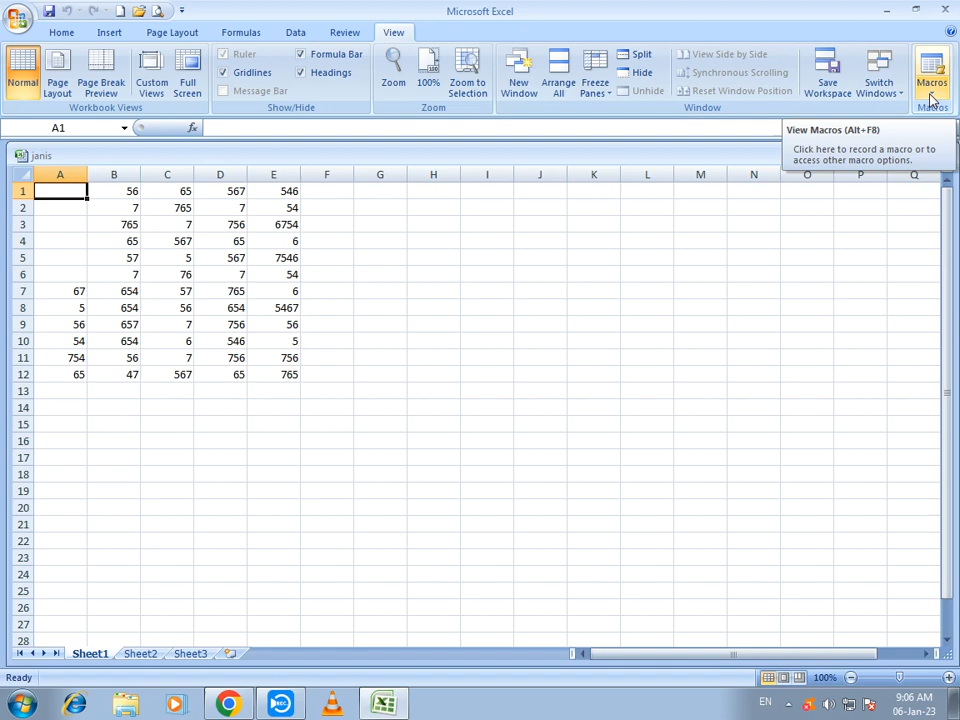 Microsoft Excel
Home Insert Page Layout Formulas Data Review View
Normal Page Layout Page Break Preview Custom Views Full Screen
Workbook Views
Ruler Formula Bar
Gridlines Headings
Message Bar
Show/Hide
Zoom 100% Zoom to Selection
Zoom
New Window Arrange All Freeze Panes
Split
Hide
Unhide
View Side by Side
Synchronous Scrolling
Reset Window Position
Save Workspace Switch Windows
Window
Macros
Macros
A1 fx
View Macros (Alt+F8)
Click here to record a macro or to
access other macro options.
janis
A B C D E F G H I J K L M N O P Q
1 56 65 567 546
2 7 765 7 54
3 765 7 756 6754
4 65 567 65 6
5 57 5 567 7546
6 7 76 7 54
7 67 654 57 765 6
8 5 654 56 654 5467
9 56 657 7 756 56
10 54 654 6 546 5
11 754 56 7 756 756
12 65 47 567 65 765
13
14
15
16
17
18
19
20
21
22
23
24
25
26
27
28
Sheet1 Sheet2 Sheet3
Ready 100%
REC
EN 9:06 AM
06-Jan-23